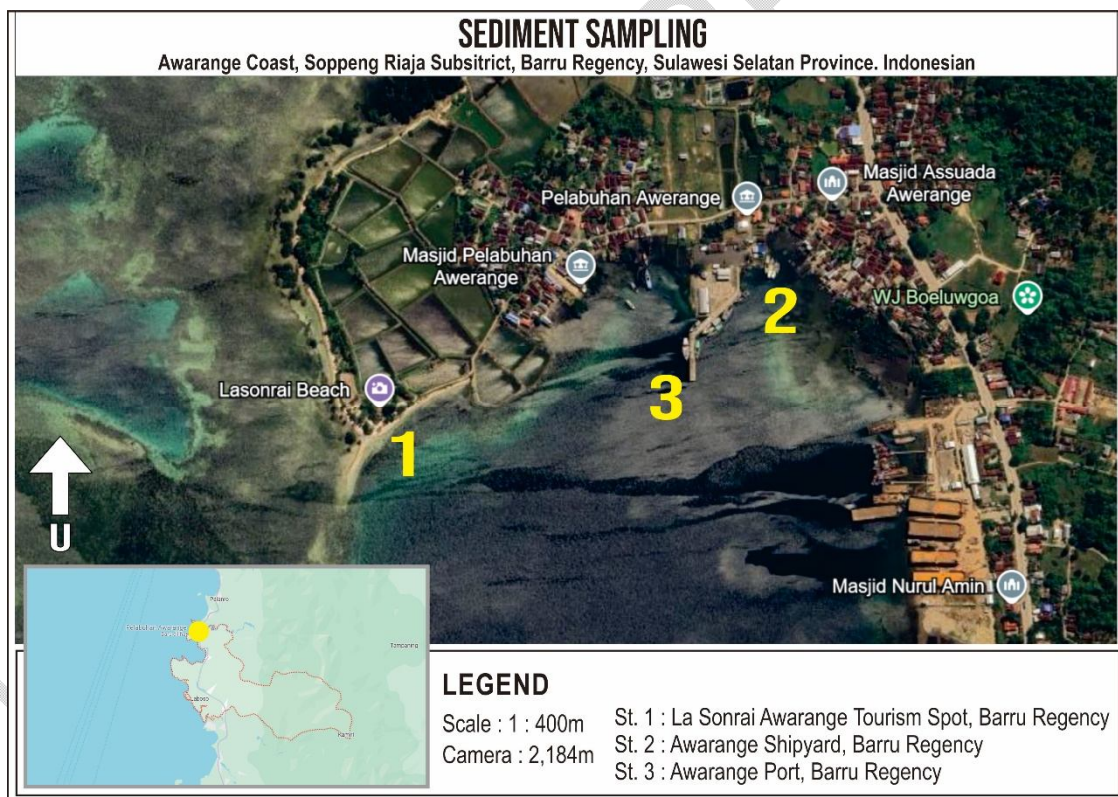 SEDIMENT SAMPLING
Awarange Coast, Soppeng Riaja Subsitrict, Barru Regency, Sulawesi Selatan Province. Indonesian
Masjid Assuada
Awerange
Pelabuhan Awerange
Masjid Pelabuhan
Awerange
WJ Boeluwgoa
2
Lasonrai Beach
3
1
U
Masjid Nurul Amin
Pelabuhan Awarange
LEGEND
Scale : 1 : 400m
Camera : 2,184m
St. 1 : La Sonrai Awarange Tourism Spot, Barru Regency
St. 2 : Awarange Shipyard, Barru Regency
St. 3 : Awarange Port, Barru Regency